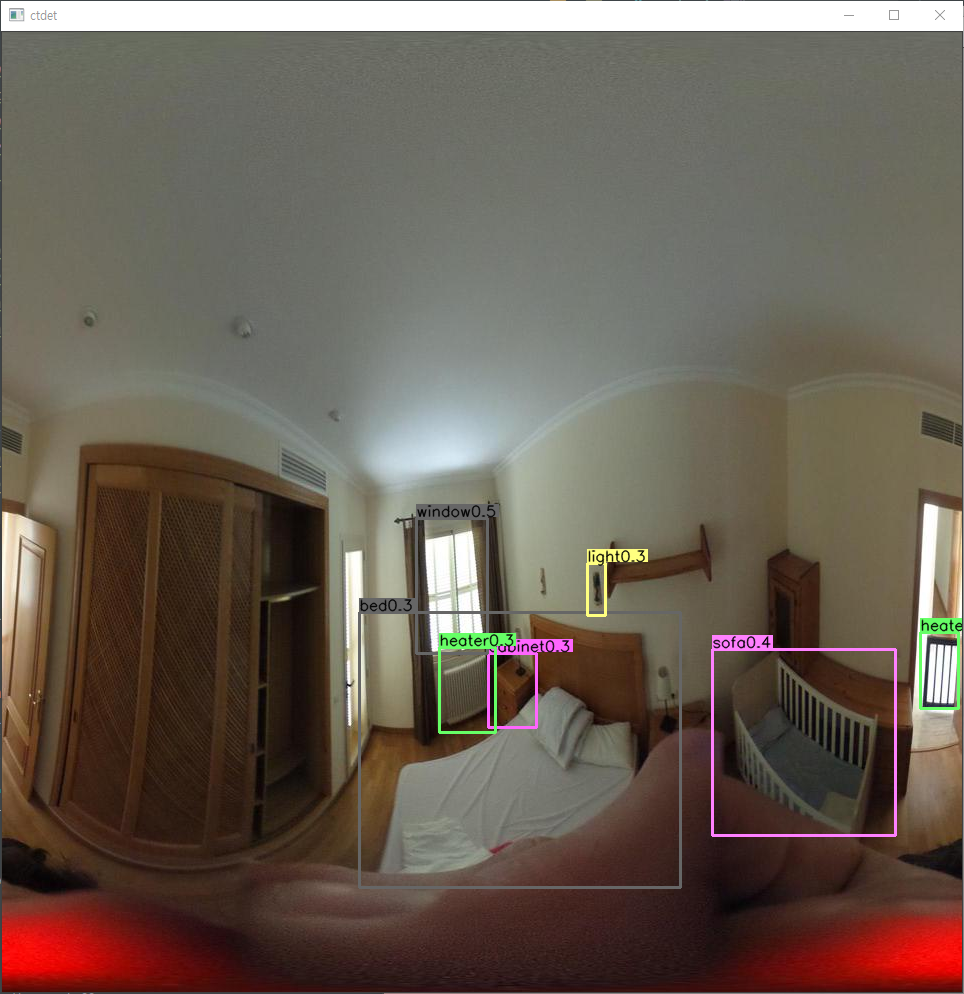 ctdet
window0.5
light0.3
bed0.3
heate
heater0.3
abinet0.3
sofa0.4